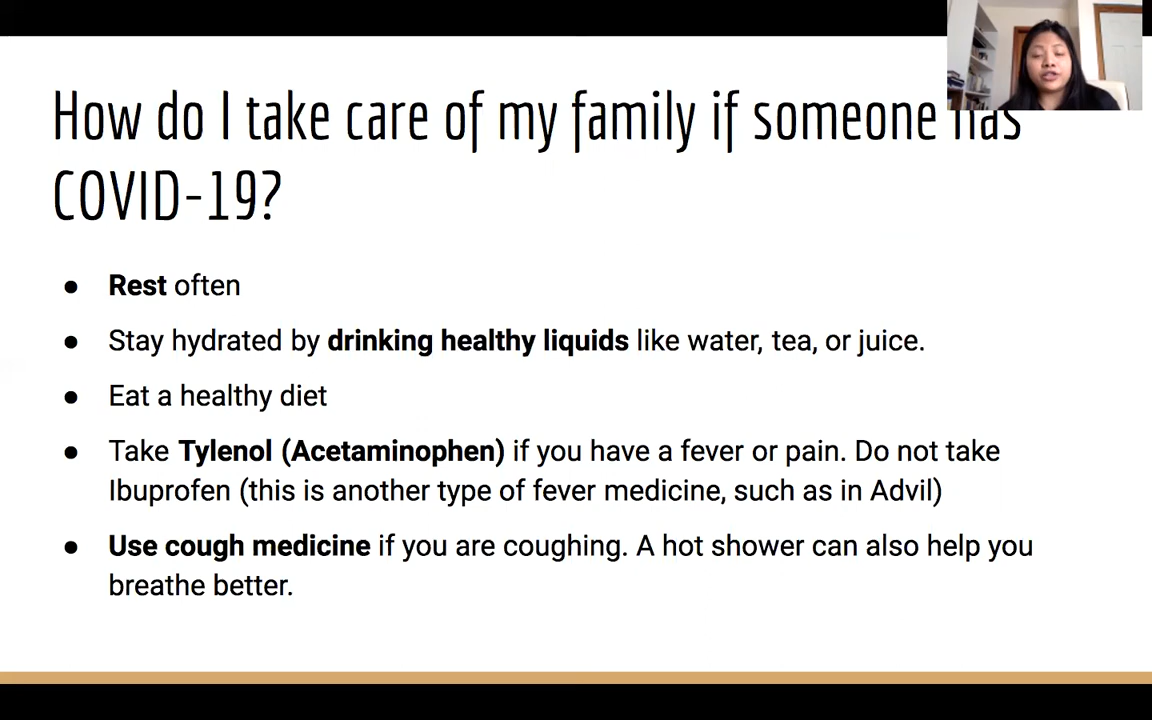 How do I take care of my family if someone has
COVID-19?
● Rest often
● Stay hydrated by drinking healthy liquids like water, tea, or juice.
● Eat a healthy diet
● Take Tylenol (Acetaminophen) if you have a fever or pain. Do not take
Ibuprofen (this is another type of fever medicine, such as in Advil)
● Use cough medicine if you are coughing. A hot shower can also help you
breathe better.